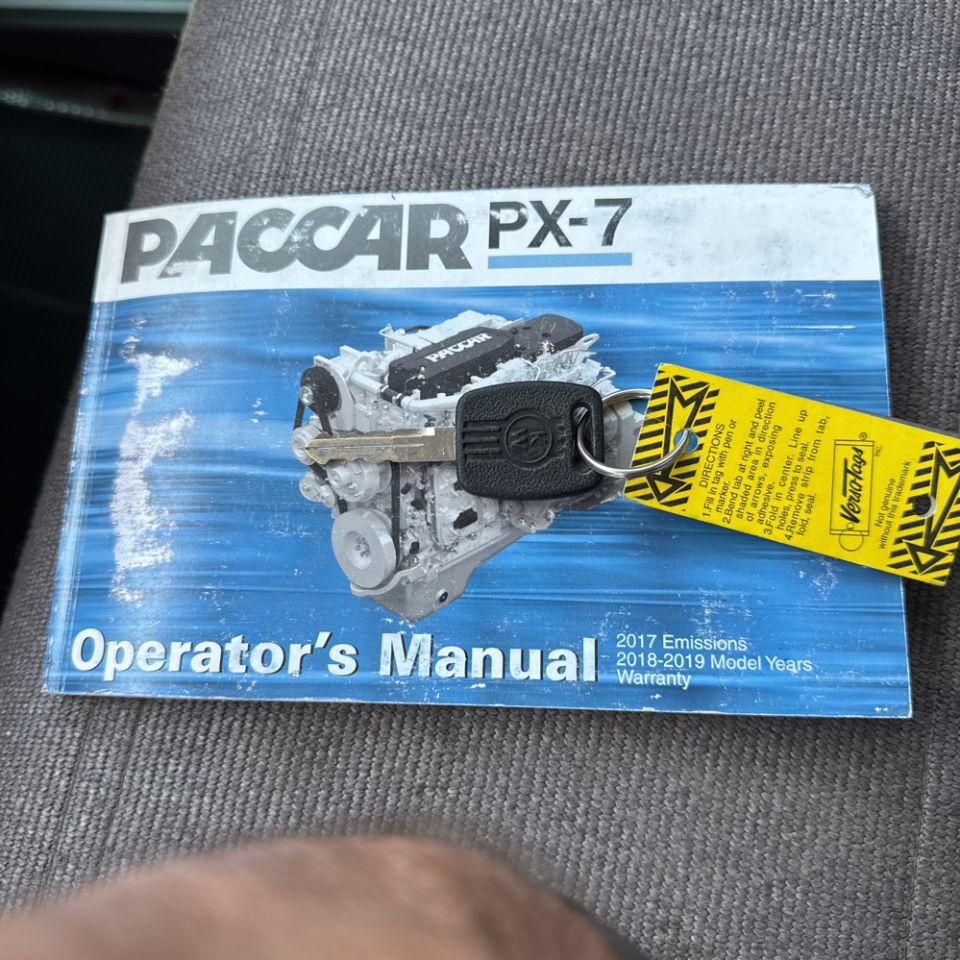 PACCAR PX-7
PACCAR
DIRECTIONS
1.Fill in tag with pen or
marker.
2.Bend tab at right and peel
shaded area in direction
of arrows, exposing
adhesive.
3.Fold in center. Line up
holes, press to seal.
4.Remove strip from tab,
fold, seal.
VersaTags®
INC.
Not genuine
without this trademark
Operator's Manual
2017 Emissions
2018-2019 Model Years
Warranty